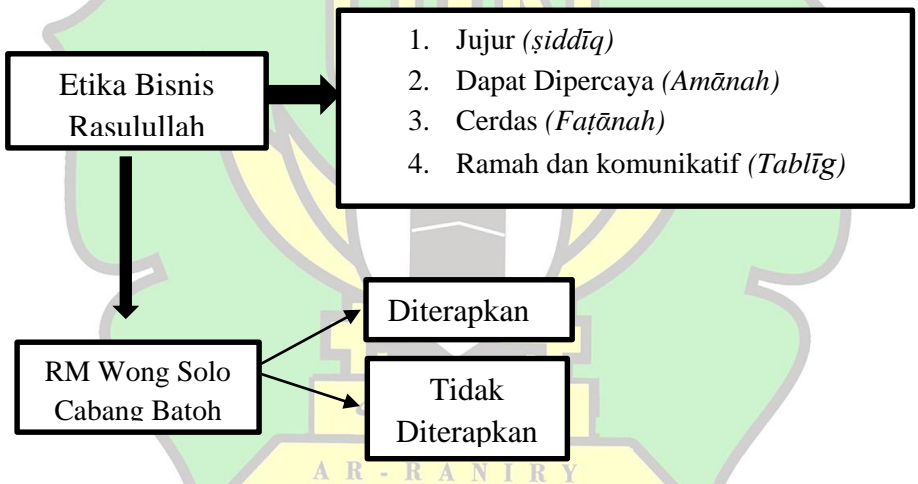 Etika Bisnis
Rasulullah
1. Jujur (ṣiddīq)
2. Dapat Dipercaya (Amānah)
3. Cerdas (Faṭānah)
4. Ramah dan komunikatif (Tablīg)
Diterapkan
RM Wong Solo
Cabang Batoh
Tidak
Diterapkan
AR-RANIRY